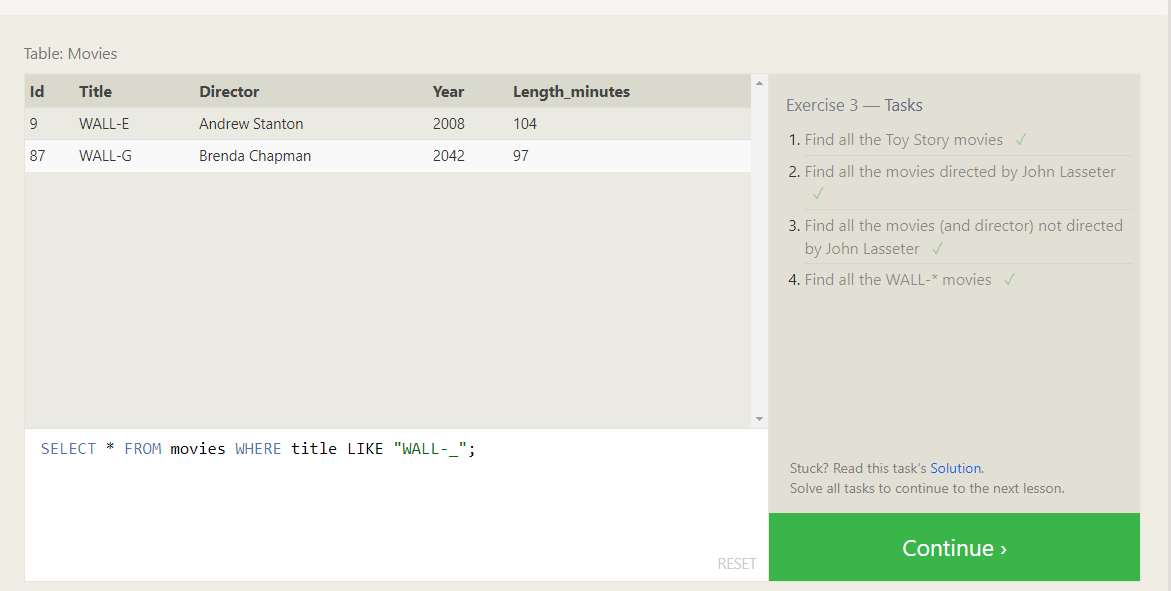 Table: Movies
Id Title Director Year Length_minutes
9 WALL-E Andrew Stanton 2008 104
87 WALL-G Brenda Chapman 2042 97
SELECT * FROM movies WHERE title LIKE "WALL-_";
RESET
Exercise 3 — Tasks
1. Find all the Toy Story movies ✓
2. Find all the movies directed by John Lasseter
✓
3. Find all the movies (and director) not directed
by John Lasseter ✓
4. Find all the WALL-* movies ✓
Stuck? Read this task's Solution.
Solve all tasks to continue to the next lesson.
Continue ›